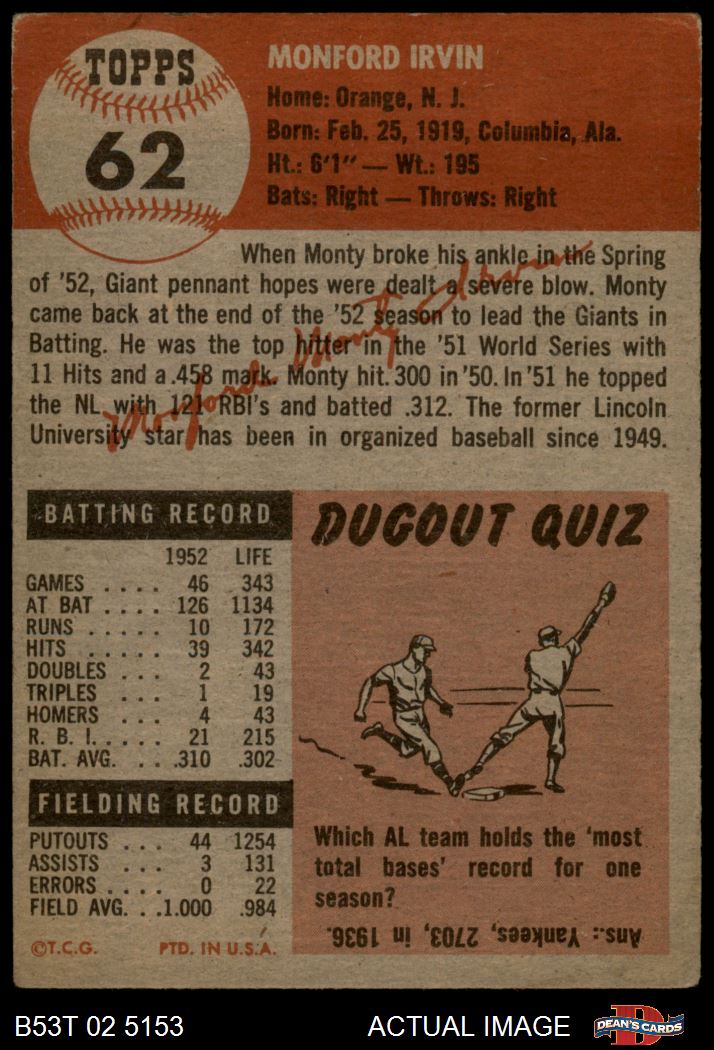 TOPPS
62
MONFORD IRVIN
Home: Orange, N. J.
Born: Feb. 25, 1919, Columbia, Ala.
Ht.: 6'1" — Wt.: 195
Bats: Right — Throws: Right
When Monty broke his ankle in the Spring
of '52, Giant pennant hopes were dealt a severe blow. Monty
came back at the end of the '52 season to lead the Giants in
Batting. He was the top hitter in the '51 World Series with
11 Hits and a .458 mark. Monty hit .300 in '50. In '51 he topped
the NL with 121 RBI's and batted .312. The former Lincoln
University star has been in organized baseball since 1949.
Monford Monty Irvin
BATTING RECORD
1952 LIFE
GAMES . . . . 46 343
AT BAT . . . . 126 1134
RUNS . . . . . 10 172
HITS . . . . . 39 342
DOUBLES . . . 2 43
TRIPLES . . . 1 19
HOMERS . . . 4 43
R. B. I. . . . . 21 215
BAT. AVG. . . .310 .302
FIELDING RECORD
PUTOUTS . . . 44 1254
ASSISTS . . . 3 131
ERRORS . . . . 0 22
FIELD AVG. . .1.000 .984
©T.C.G. PTD. IN U.S.A.
DUGOUT QUIZ
Which AL team holds the 'most
total bases' record for one
season?
Ans.: Yankees, 2703, in 1936.
B53T 02 5153 ACTUAL IMAGE
D
DEAN'S CARDS